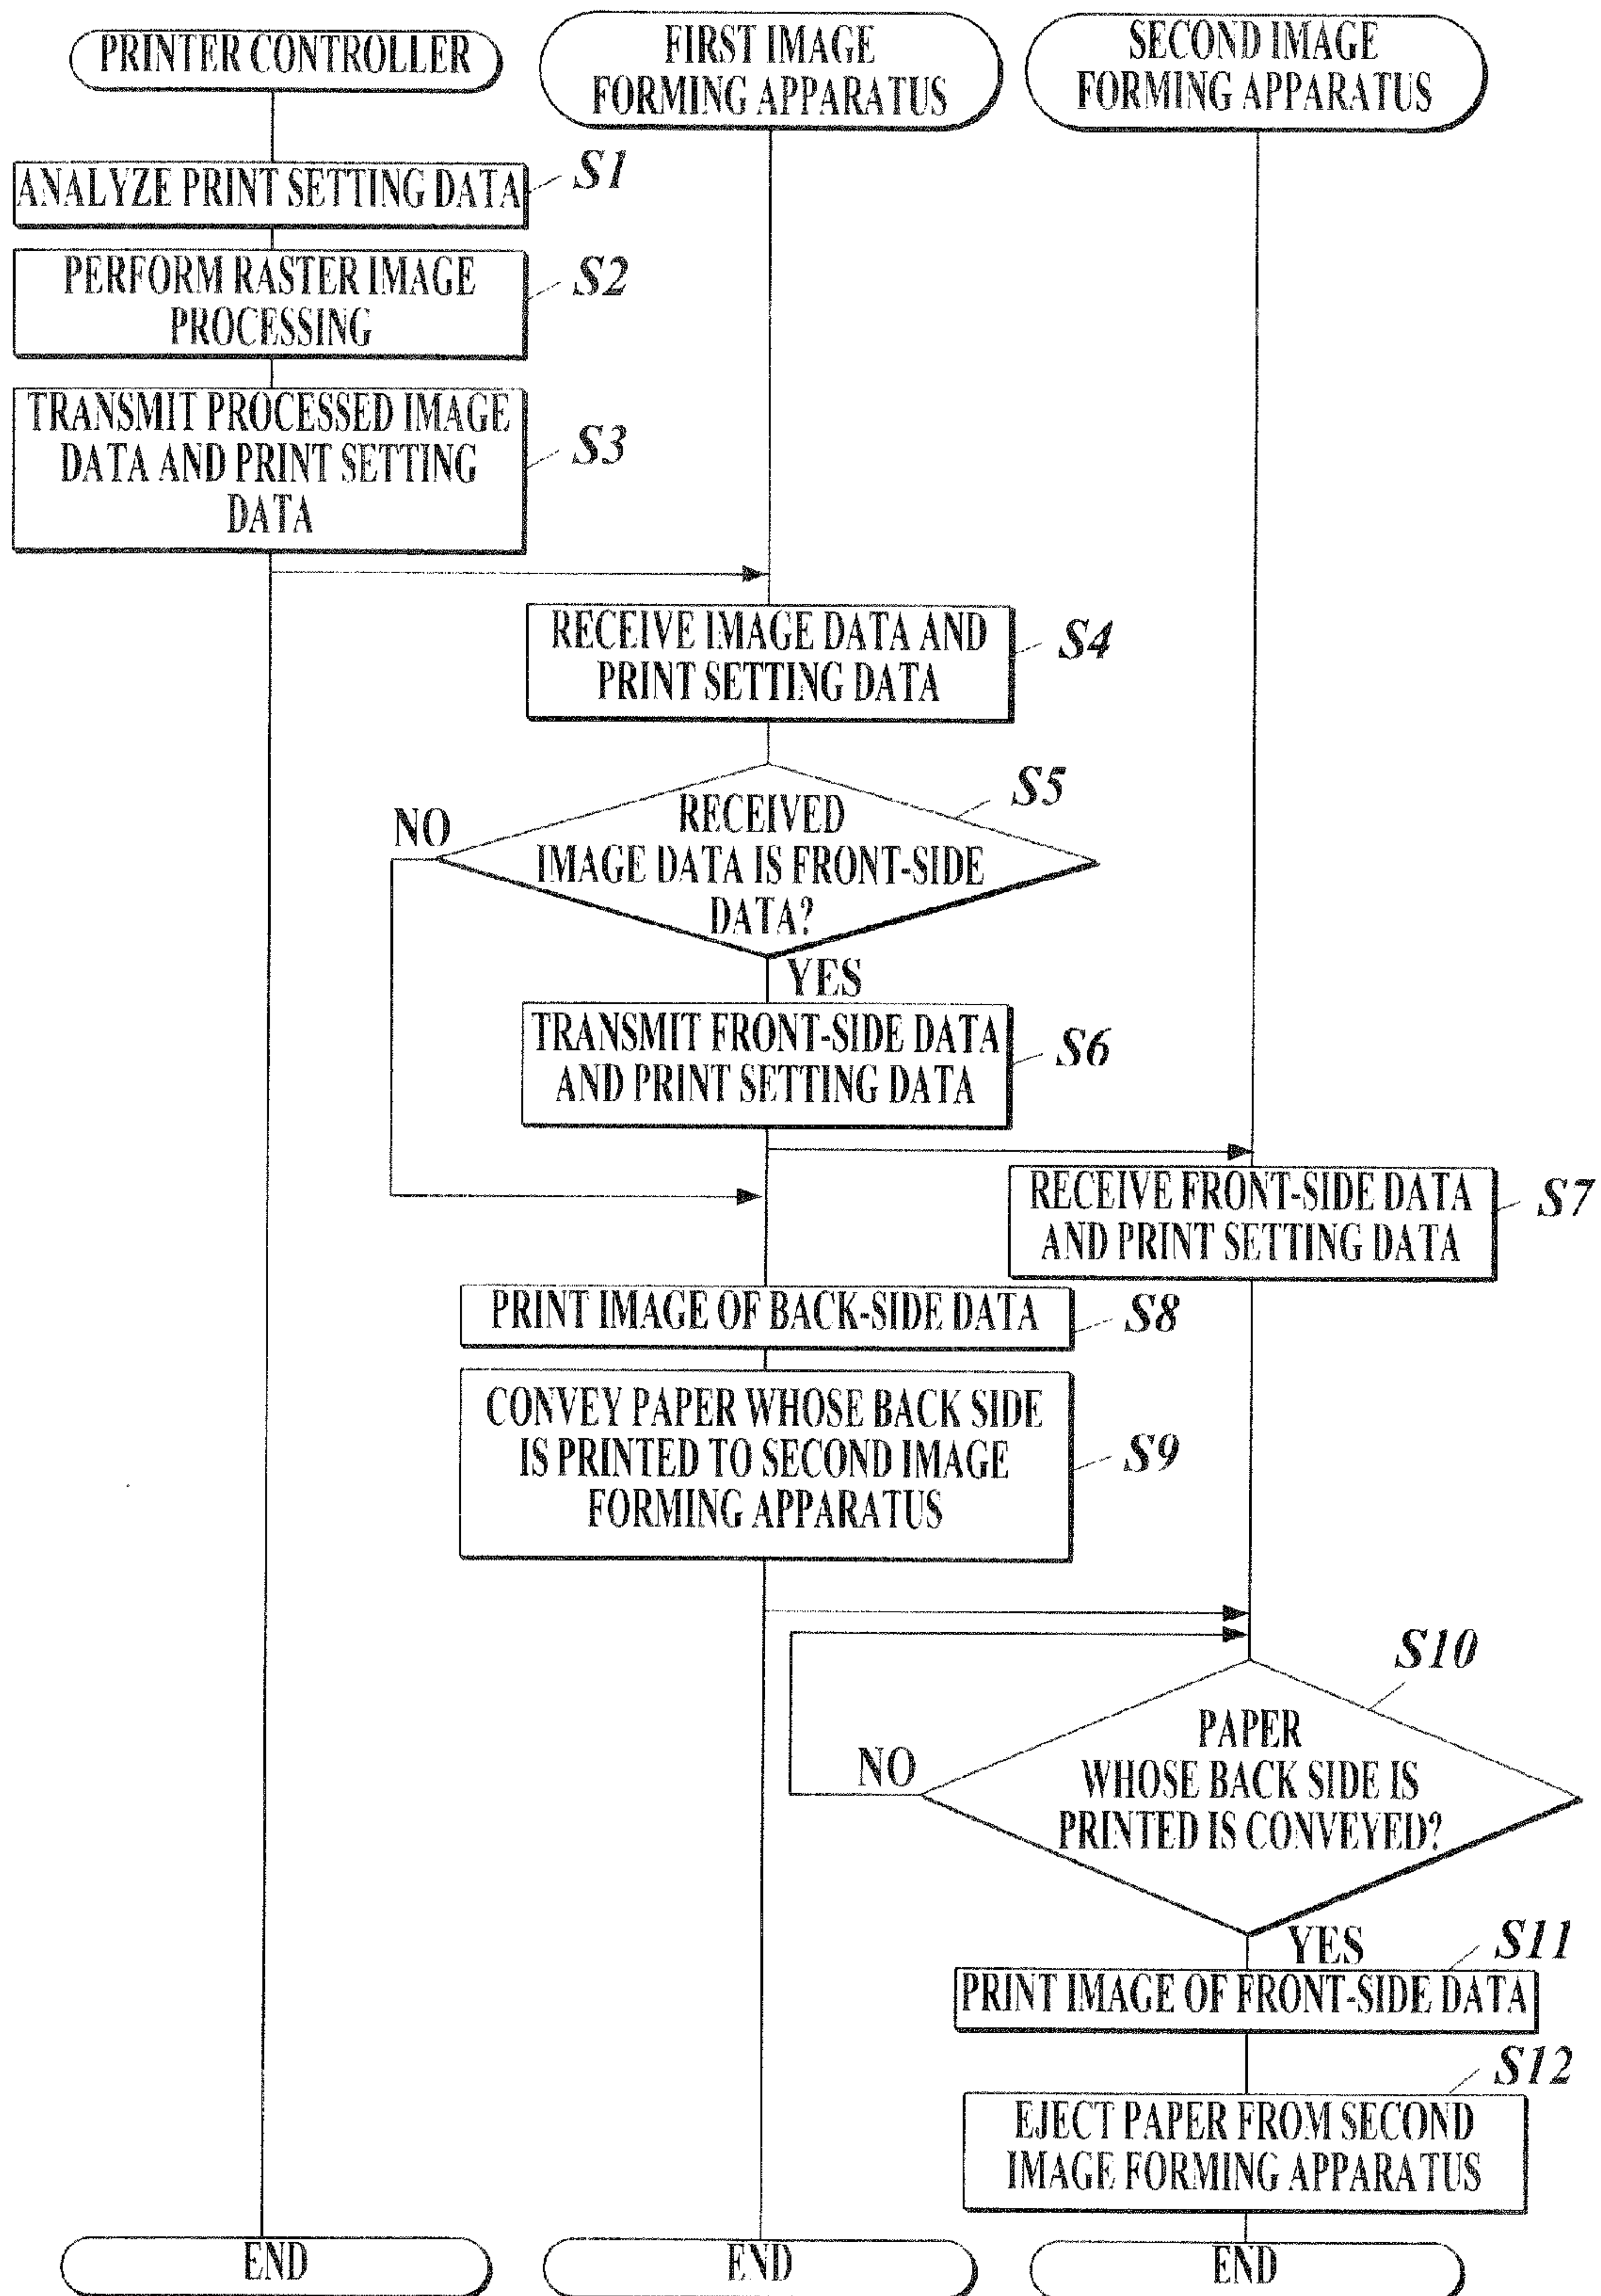 PRINTER CONTROLLER
FIRST IMAGE
FORMING APPARATUS
SECOND IMAGE
FORMING APPARATUS
ANALYZE PRINT SETTING DATA
S1
PERFORM RASTER IMAGE
PROCESSING
S2
TRANSMIT PROCESSED IMAGE
DATA AND PRINT SETTING
DATA
S3
RECEIVE IMAGE DATA AND
PRINT SETTING DATA
S4
RECEIVED
IMAGE DATA IS FRONT-SIDE
DATA?
S5
NO
YES
TRANSMIT FRONT-SIDE DATA
AND PRINT SETTING DATA
S6
RECEIVE FRONT-SIDE DATA
AND PRINT SETTING DATA
S7
PRINT IMAGE OF BACK-SIDE DATA
S8
CONVEY PAPER WHOSE BACK SIDE
IS PRINTED TO SECOND IMAGE
FORMING APPARATUS
S9
S10
PAPER
WHOSE BACK SIDE IS
PRINTED IS CONVEYED?
NO
YES
S11
PRINT IMAGE OF FRONT-SIDE DATA
S12
EJECT PAPER FROM SECOND
IMAGE FORMING APPARATUS
END
END
END